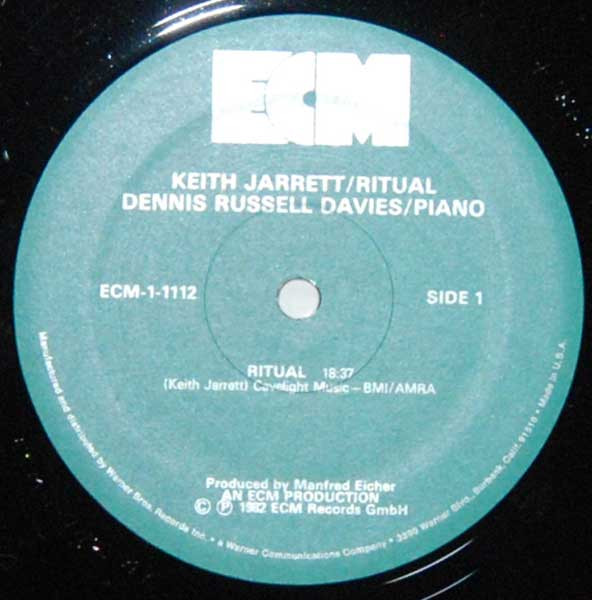 ECM
KEITH JARRETT/RITUAL
DENNIS RUSSELL DAVIES/PIANO
ECM-1-1112
SIDE 1
RITUAL 18:37
(Keith Jarrett) Cavelight Music – BMI/AMRA
Produced by Manfred Eicher
AN ECM PRODUCTION
© ℗ 1982 ECM Records GmbH
Manufactured and distributed by Warner Bros. Records Inc. • a Warner Communications Company • 3300 Warner Blvd., Burbank, Calif. 91510 • Made in U.S.A.